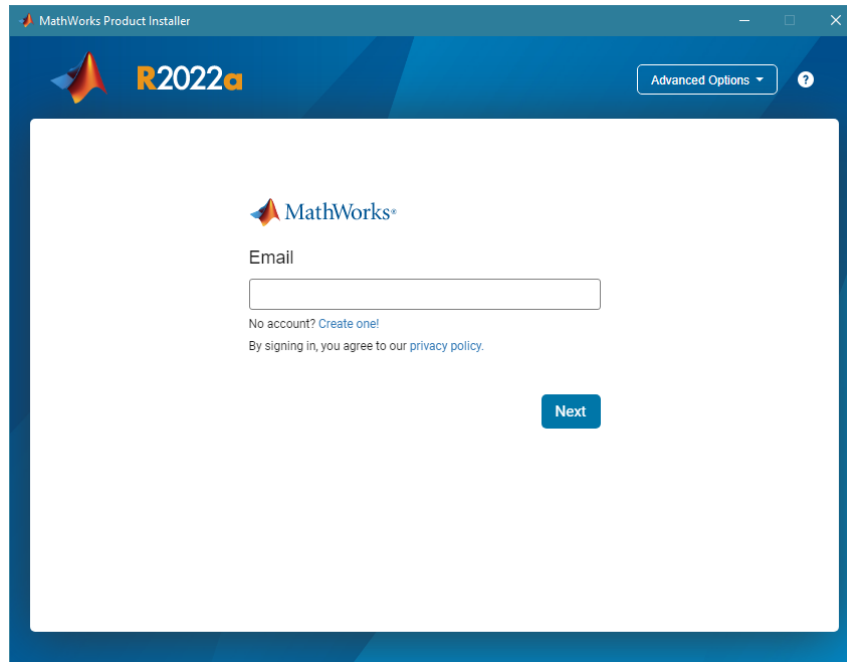 MathWorks Product Installer
R2022a
Advanced Options
?
MathWorks®
Email
No account? Create one!
By signing in, you agree to our privacy policy.
Next